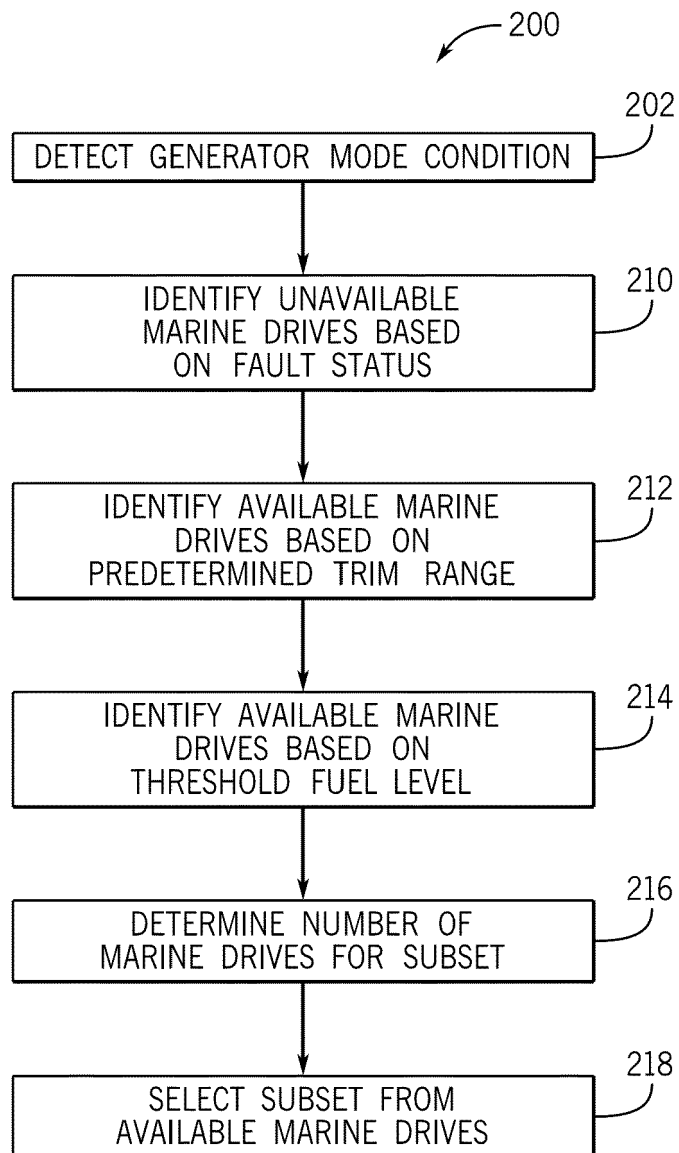 200
202
DETECT GENERATOR MODE CONDITION
210
IDENTIFY UNAVAILABLE
MARINE DRIVES BASED
ON FAULT STATUS
212
IDENTIFY AVAILABLE MARINE
DRIVES BASED ON
PREDETERMINED TRIM RANGE
214
IDENTIFY AVAILABLE MARINE
DRIVES BASED ON
THRESHOLD FUEL LEVEL
216
DETERMINE NUMBER OF
MARINE DRIVES FOR SUBSET
218
SELECT SUBSET FROM
AVAILABLE MARINE DRIVES